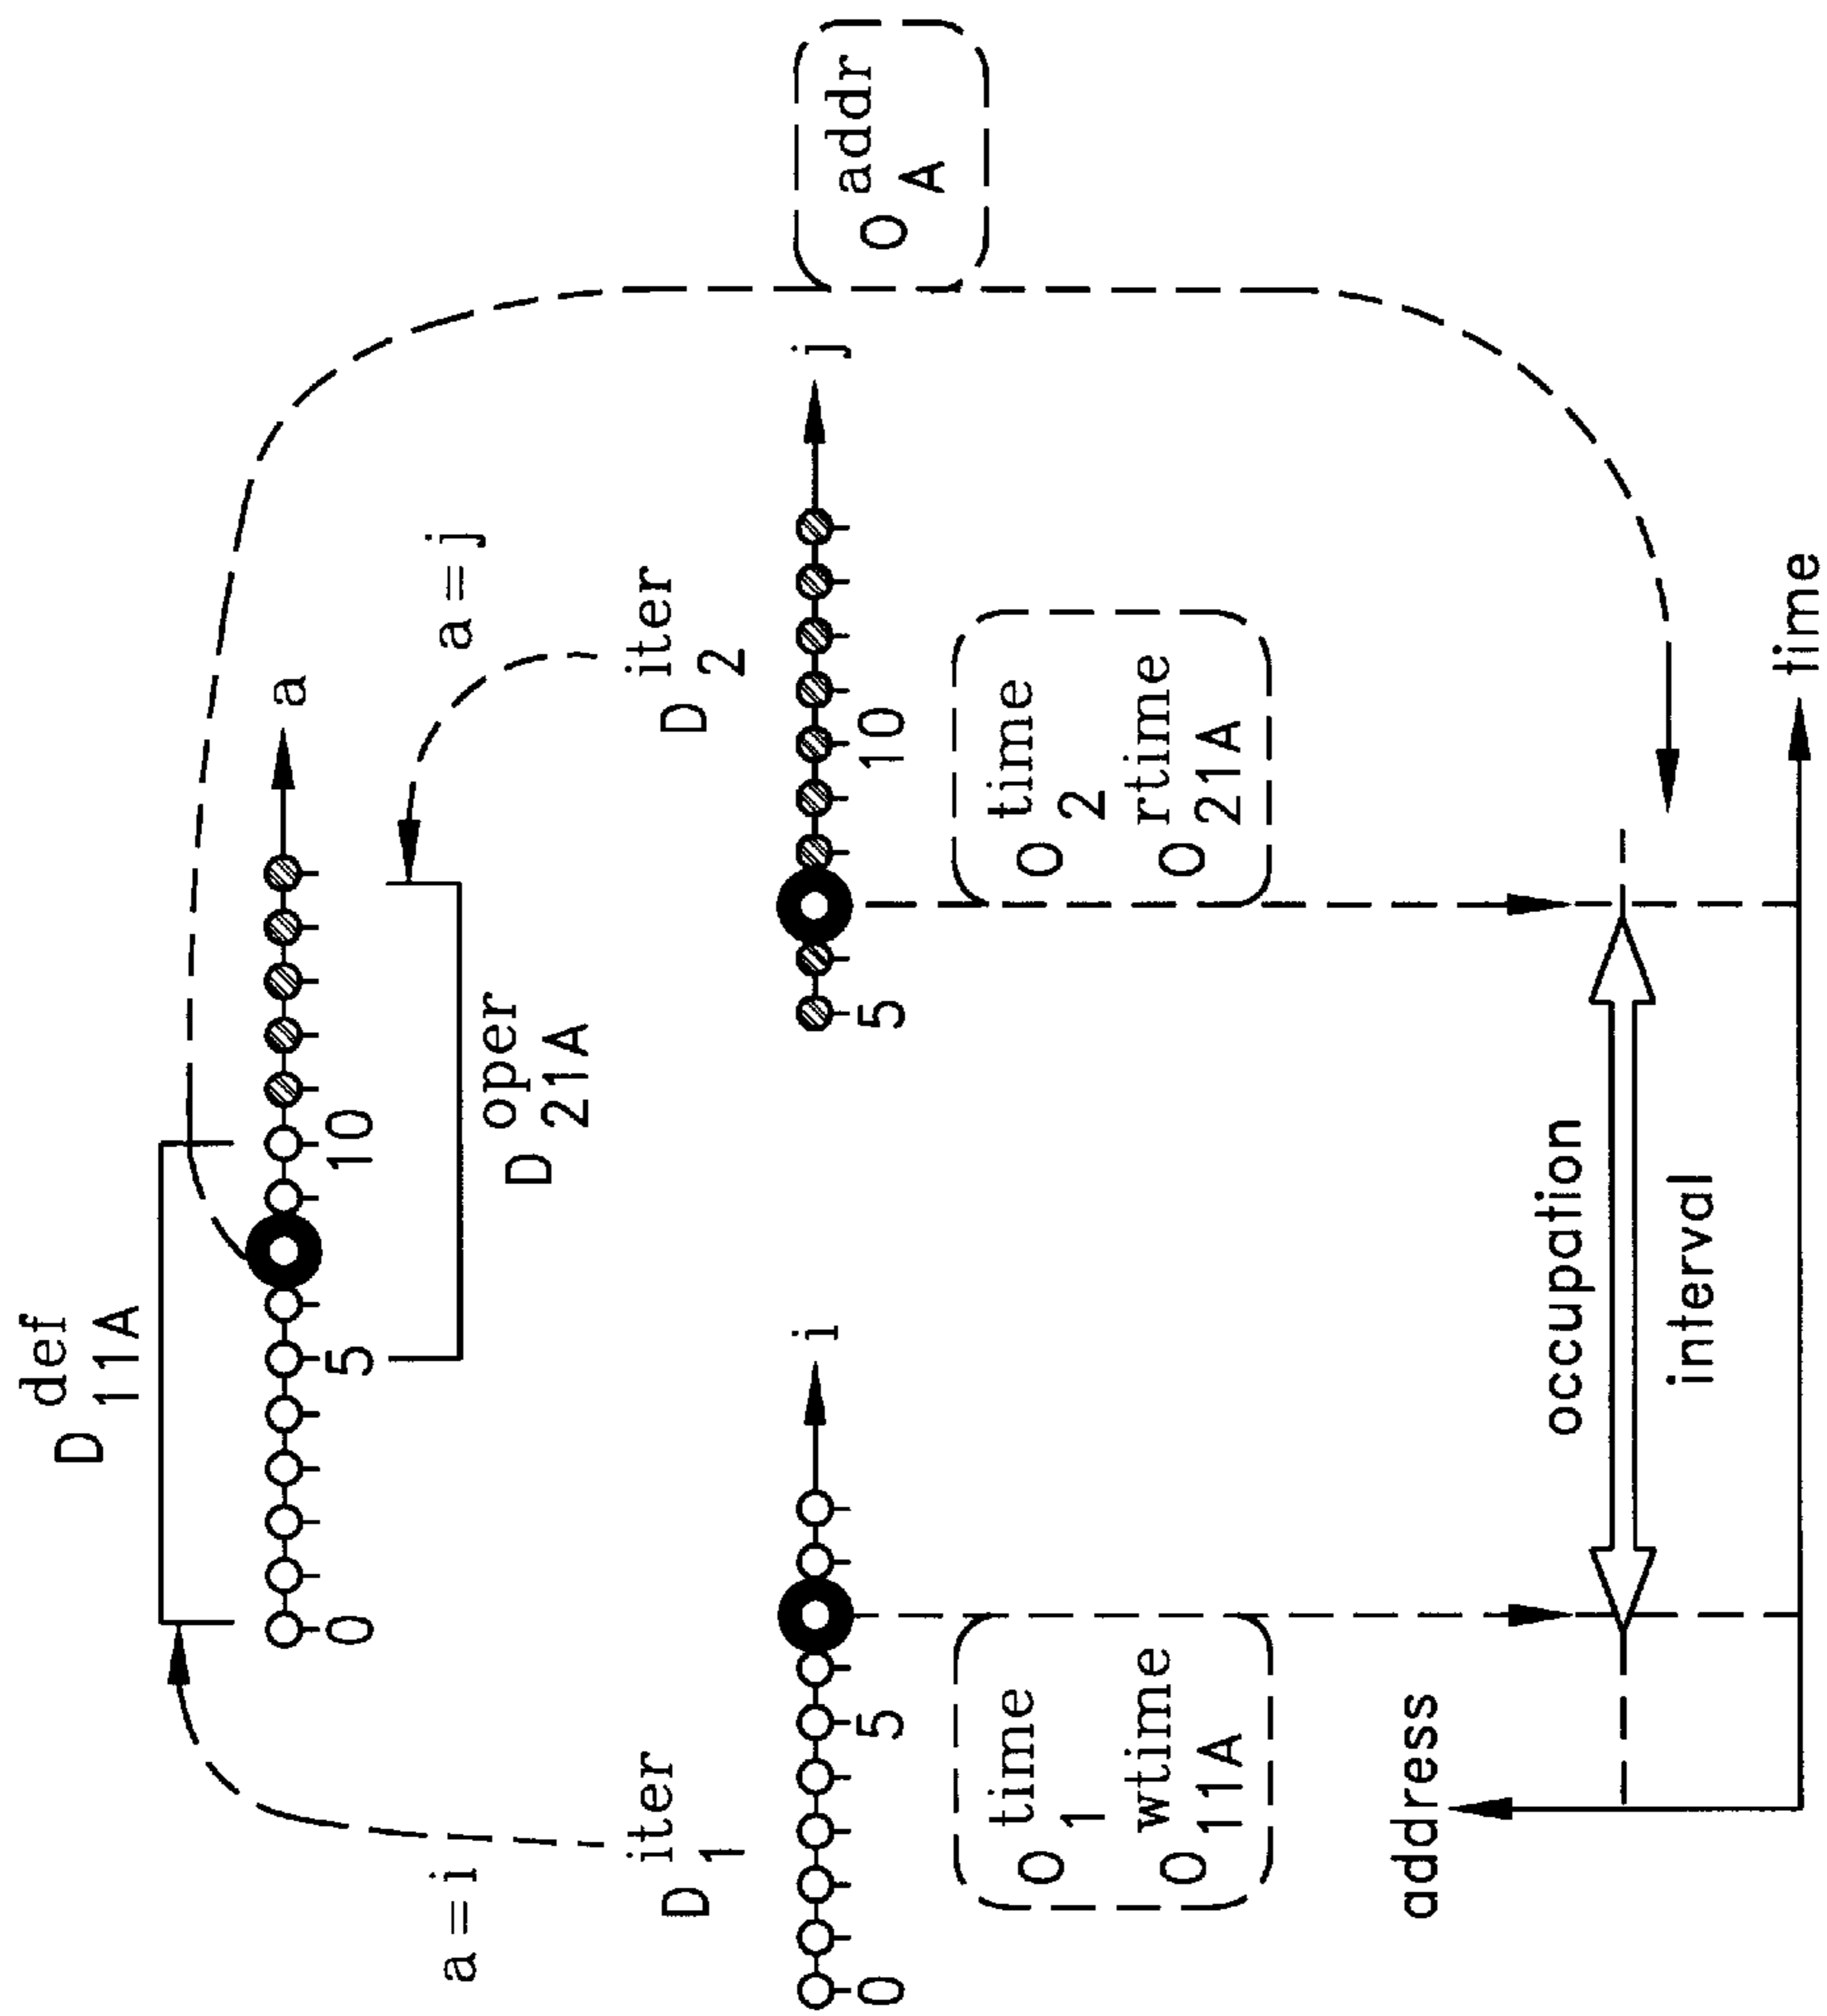 D def 11A
a
0 5 10
D oper 21A
a = i
a = j
D iter 1
D iter 2
i
j
0 5
5 10
O time 1
O wtime 11A
O time 2
O rtime 21A
O addr A
address
occupation
interval
time